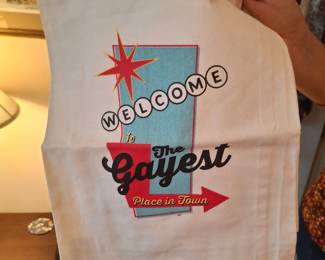 WELCOME
To
The
Gayest
Place in Town